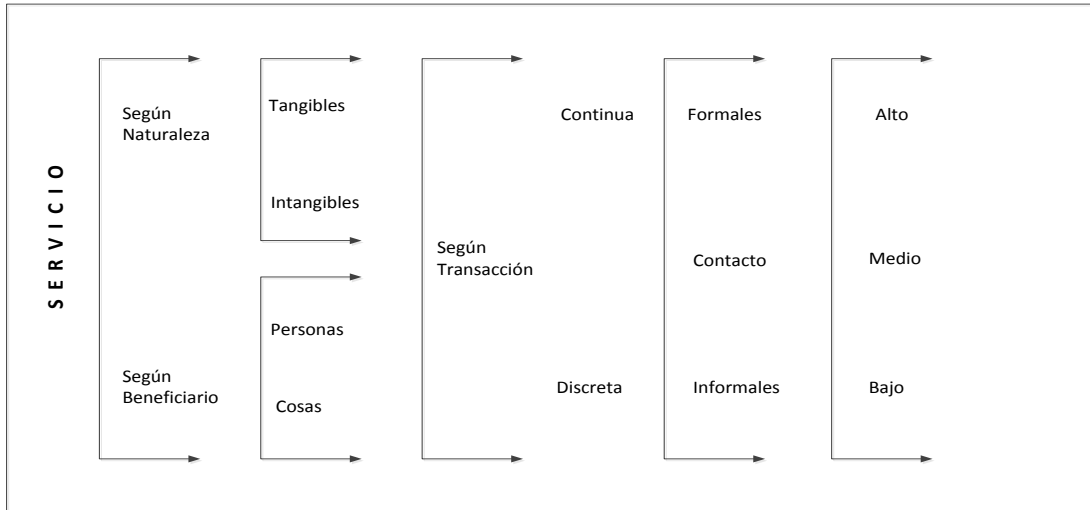 SERVICIO
Según
Naturaleza
Según
Beneficiario
Tangibles
Intangibles
Personas
Cosas
Según
Transacción
Continua
Discreta
Formales
Contacto
Informales
Alto
Medio
Bajo